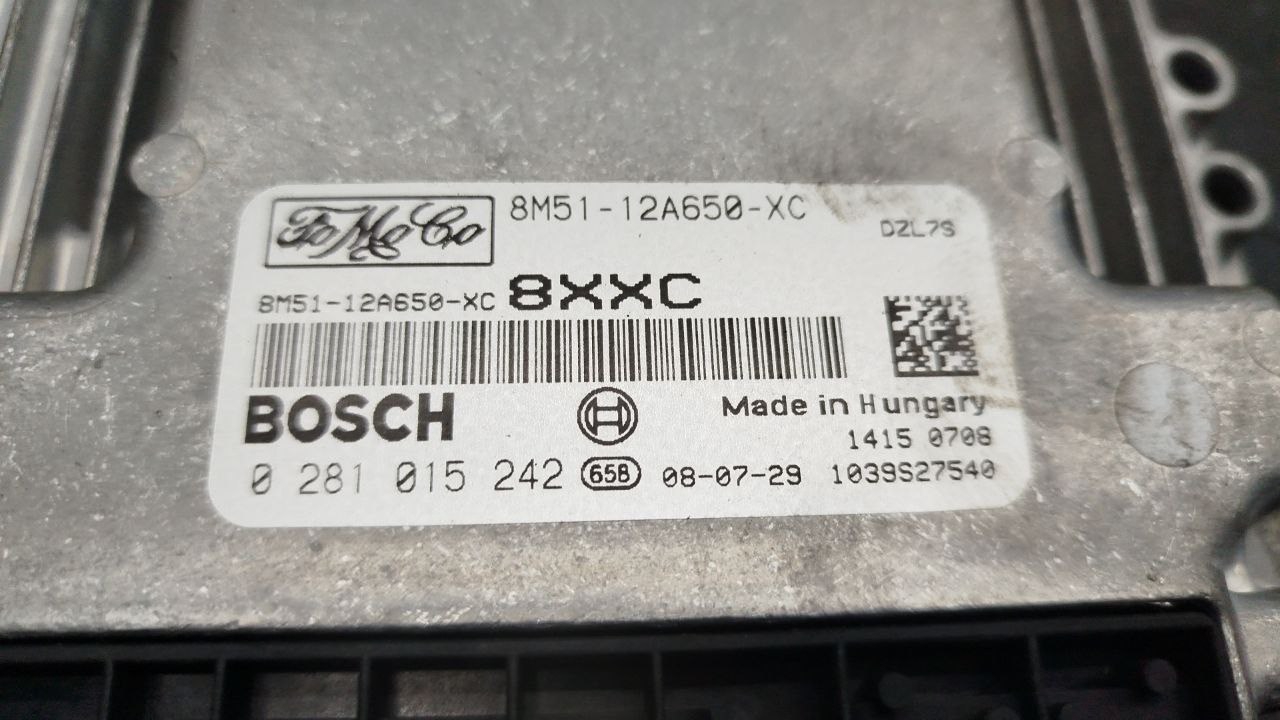 FoMoCo 8M51-12A650-XC
DZL7S
8M51-12A650-XC 8XXC
BOSCH Made in Hungary
1415 0708
0 281 015 242 65B 08-07-29 1039S27540